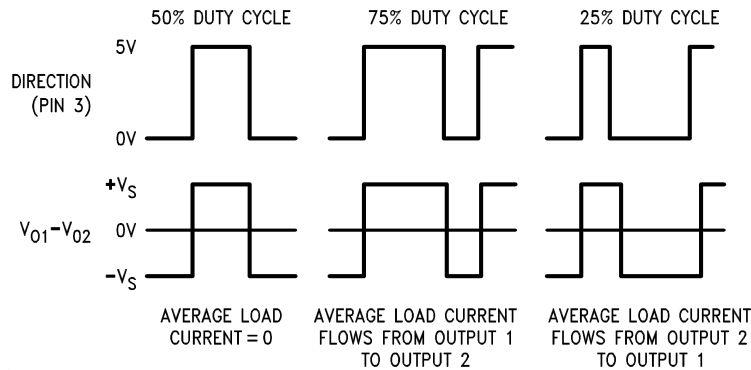 50% DUTY CYCLE
75% DUTY CYCLE
25% DUTY CYCLE
5V
DIRECTION
(PIN 3)
0V
+VS
VO1−VO2
0V
−VS
AVERAGE LOAD
CURRENT = 0
AVERAGE LOAD CURRENT
FLOWS FROM OUTPUT 1
TO OUTPUT 2
AVERAGE LOAD CURRENT
FLOWS FROM OUTPUT 2
TO OUTPUT 1